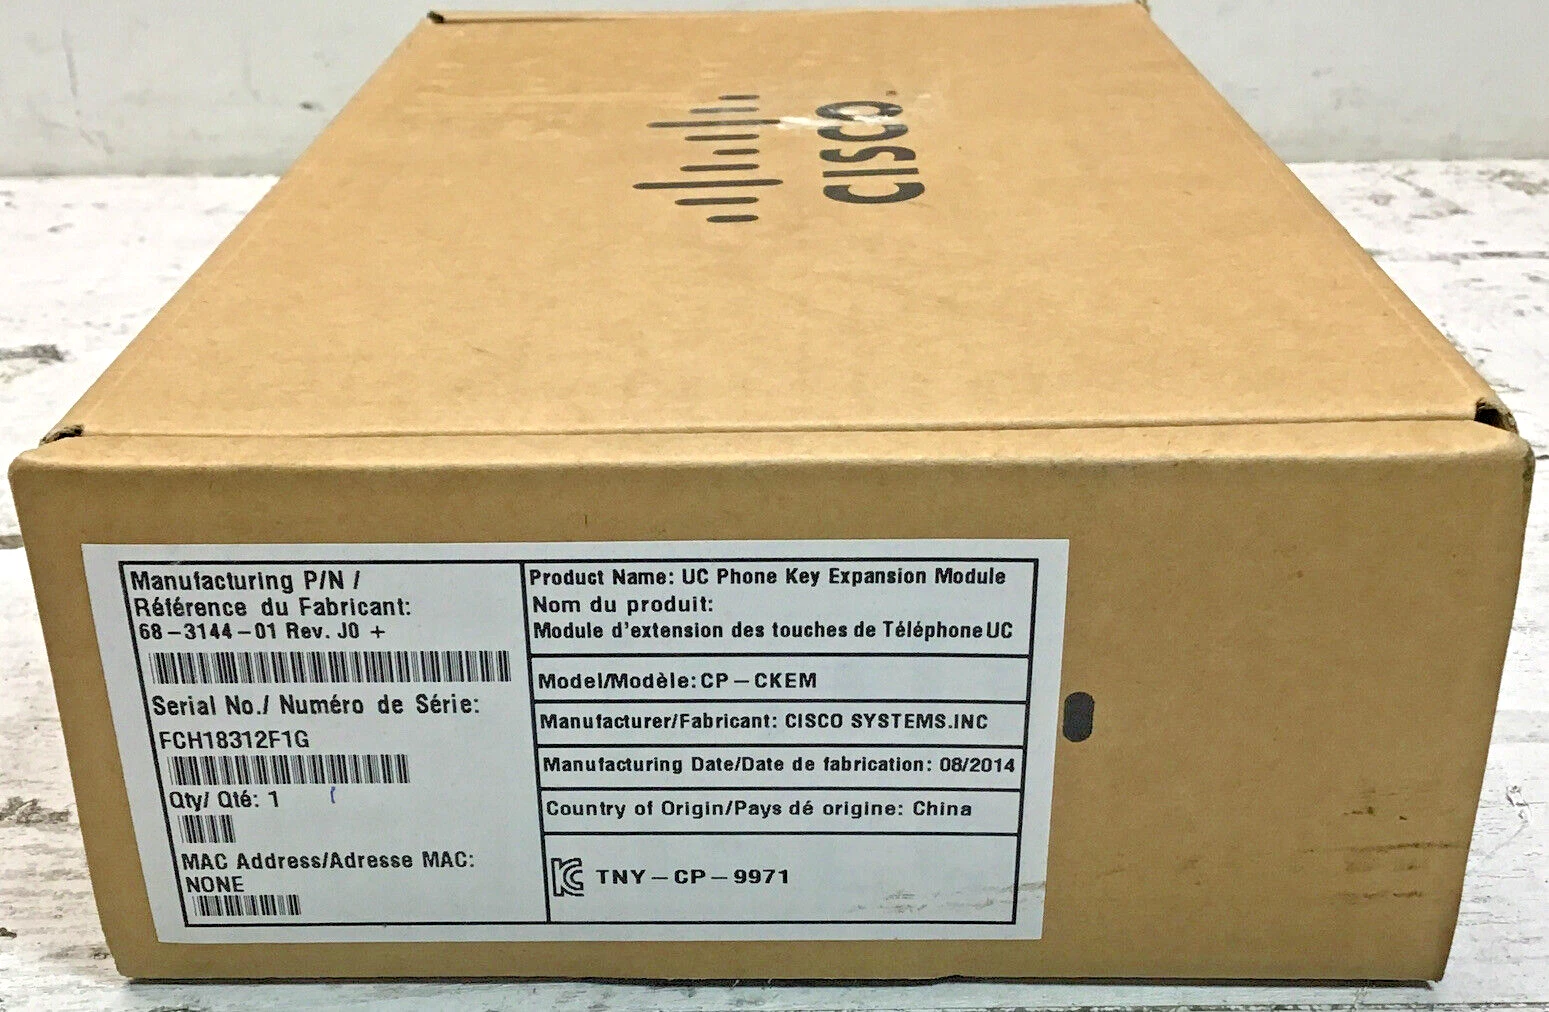 CISCO
Manufacturing P/N /
Référence du Fabricant:
68-3144-01 Rev. J0 +
Serial No./ Numéro de Série:
FCH18312F1G
Qty/ Qté: 1
MAC Address/Adresse MAC:
NONE
Product Name: UC Phone Key Expansion Module
Nom du produit:
Module d'extension des touches de Téléphone UC
Model/Modèle: CP-CKEM
Manufacturer/Fabricant: CISCO SYSTEMS.INC
Manufacturing Date/Date de fabrication: 08/2014
Country of Origin/Pays dé origine: China
TNY-CP-9971